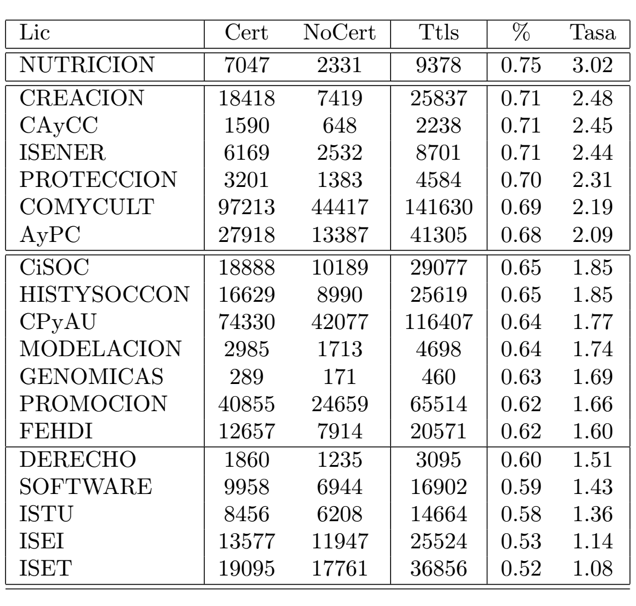 Lic Cert NoCert Ttls % Tasa
NUTRICION 7047 2331 9378 0.75 3.02
CREACION 18418 7419 25837 0.71 2.48
CAyCC 1590 648 2238 0.71 2.45
ISENER 6169 2532 8701 0.71 2.44
PROTECCION 3201 1383 4584 0.70 2.31
COMYCULT 97213 44417 141630 0.69 2.19
AyPC 27918 13387 41305 0.68 2.09
CiSOC 18888 10189 29077 0.65 1.85
HISTYSOCCON 16629 8990 25619 0.65 1.85
CPyAU 74330 42077 116407 0.64 1.77
MODELACION 2985 1713 4698 0.64 1.74
GENOMICAS 289 171 460 0.63 1.69
PROMOCION 40855 24659 65514 0.62 1.66
FEHDI 12657 7914 20571 0.62 1.60
DERECHO 1860 1235 3095 0.60 1.51
SOFTWARE 9958 6944 16902 0.59 1.43
ISTU 8456 6208 14664 0.58 1.36
ISEI 13577 11947 25524 0.53 1.14
ISET 19095 17761 36856 0.52 1.08